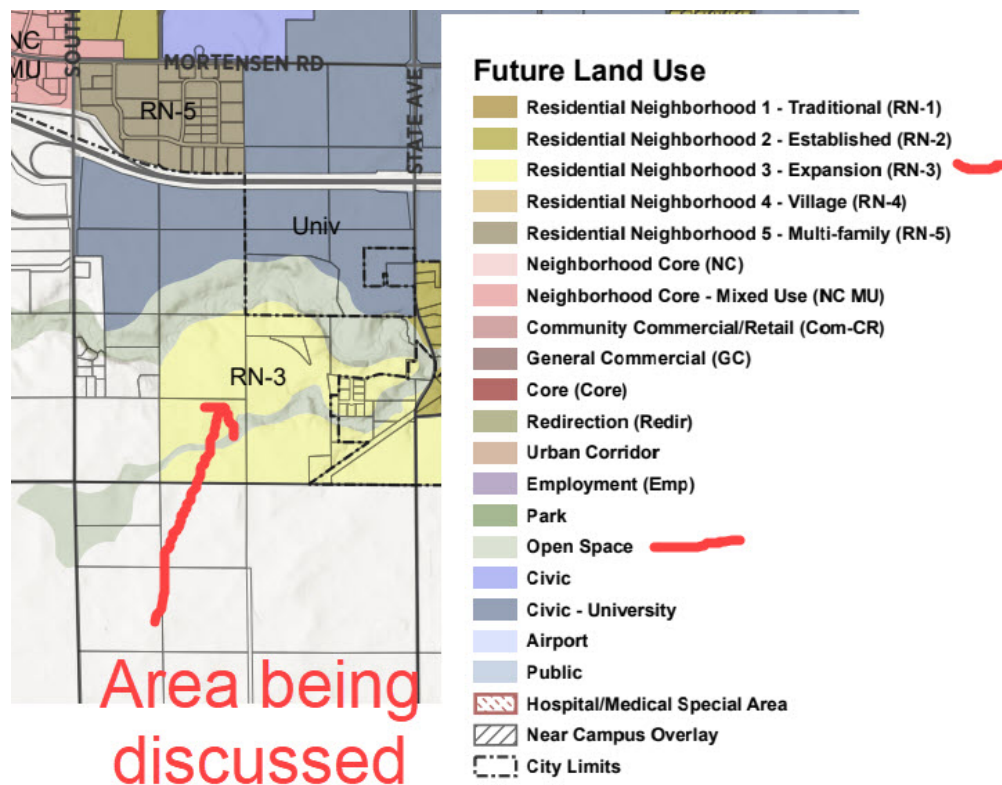 NC
MU
SOUTH
MORTENSEN RD
RN-5
STATE AVE
Univ
RN-3
Area being
discussed
Future Land Use
Residential Neighborhood 1 - Traditional (RN-1)
Residential Neighborhood 2 - Established (RN-2)
Residential Neighborhood 3 - Expansion (RN-3)
Residential Neighborhood 4 - Village (RN-4)
Residential Neighborhood 5 - Multi-family (RN-5)
Neighborhood Core (NC)
Neighborhood Core - Mixed Use (NC MU)
Community Commercial/Retail (Com-CR)
General Commercial (GC)
Core (Core)
Redirection (Redir)
Urban Corridor
Employment (Emp)
Park
Open Space
Civic
Civic - University
Airport
Public
Hospital/Medical Special Area
Near Campus Overlay
City Limits